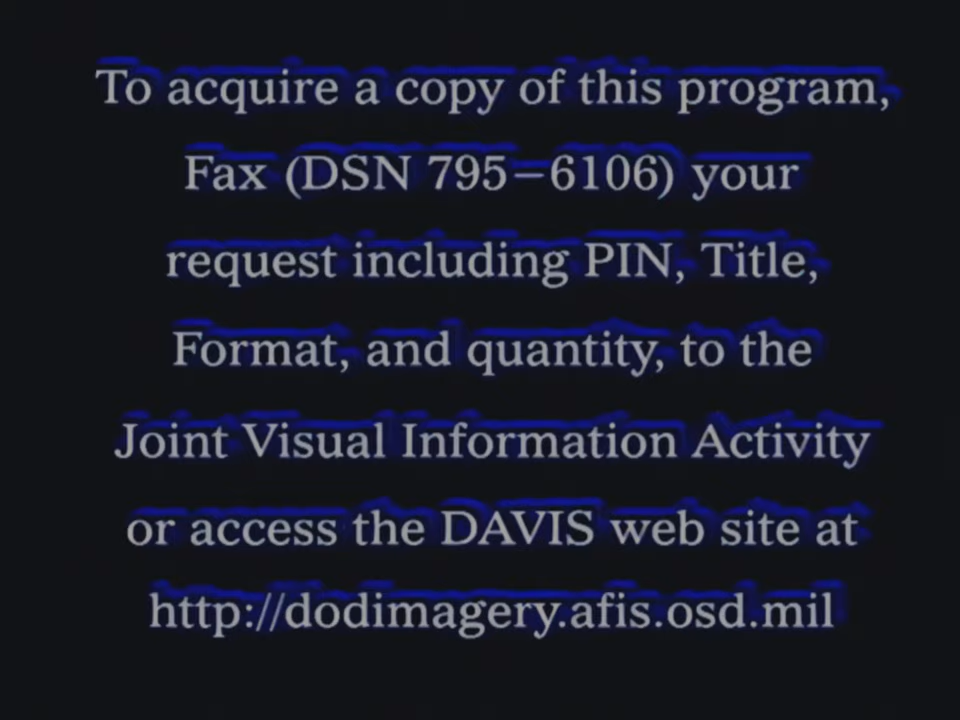 To acquire a copy of this program,
Fax (DSN 795−6106) your
request including PIN, Title,
Format, and quantity, to the
Joint Visual Information Activity
or access the DAVIS web site at
http://dodimagery.afis.osd.mil